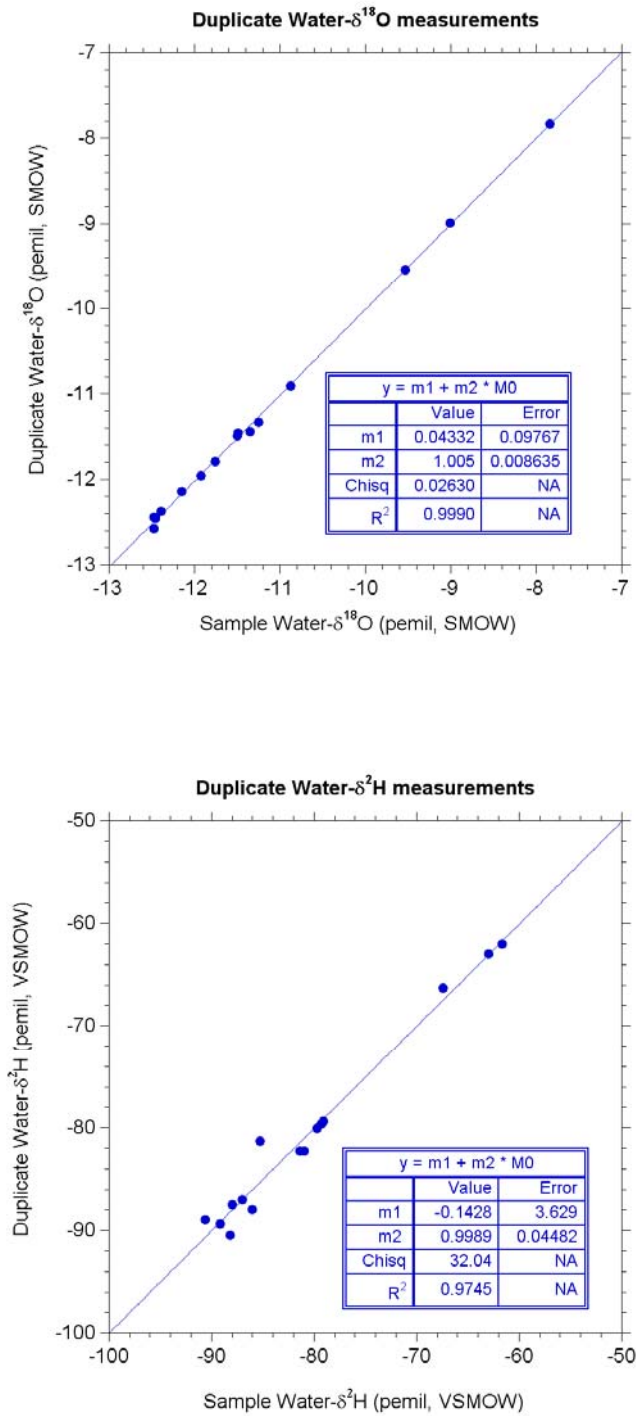 Duplicate Water-δ¹⁸O measurements
Duplicate Water-δ¹⁸O (pemil, SMOW)
-7
-8
-9
-10
-11
-12
-13
y = m1 + m2 * M0
Value Error
m1 0.04332 0.09767
m2 1.005 0.008635
Chisq 0.02630 NA
R² 0.9990 NA
-13 -12 -11 -10 -9 -8 -7
Sample Water-δ¹⁸O (pemil, SMOW)
Duplicate Water-δ²H measurements
Duplicate Water-δ²H (pemil, VSMOW)
-50
-60
-70
-80
-90
-100
y = m1 + m2 * M0
Value Error
m1 -0.1428 3.629
m2 0.9989 0.04482
Chisq 32.04 NA
R² 0.9745 NA
-100 -90 -80 -70 -60 -50
Sample Water-δ²H (pemil, VSMOW)